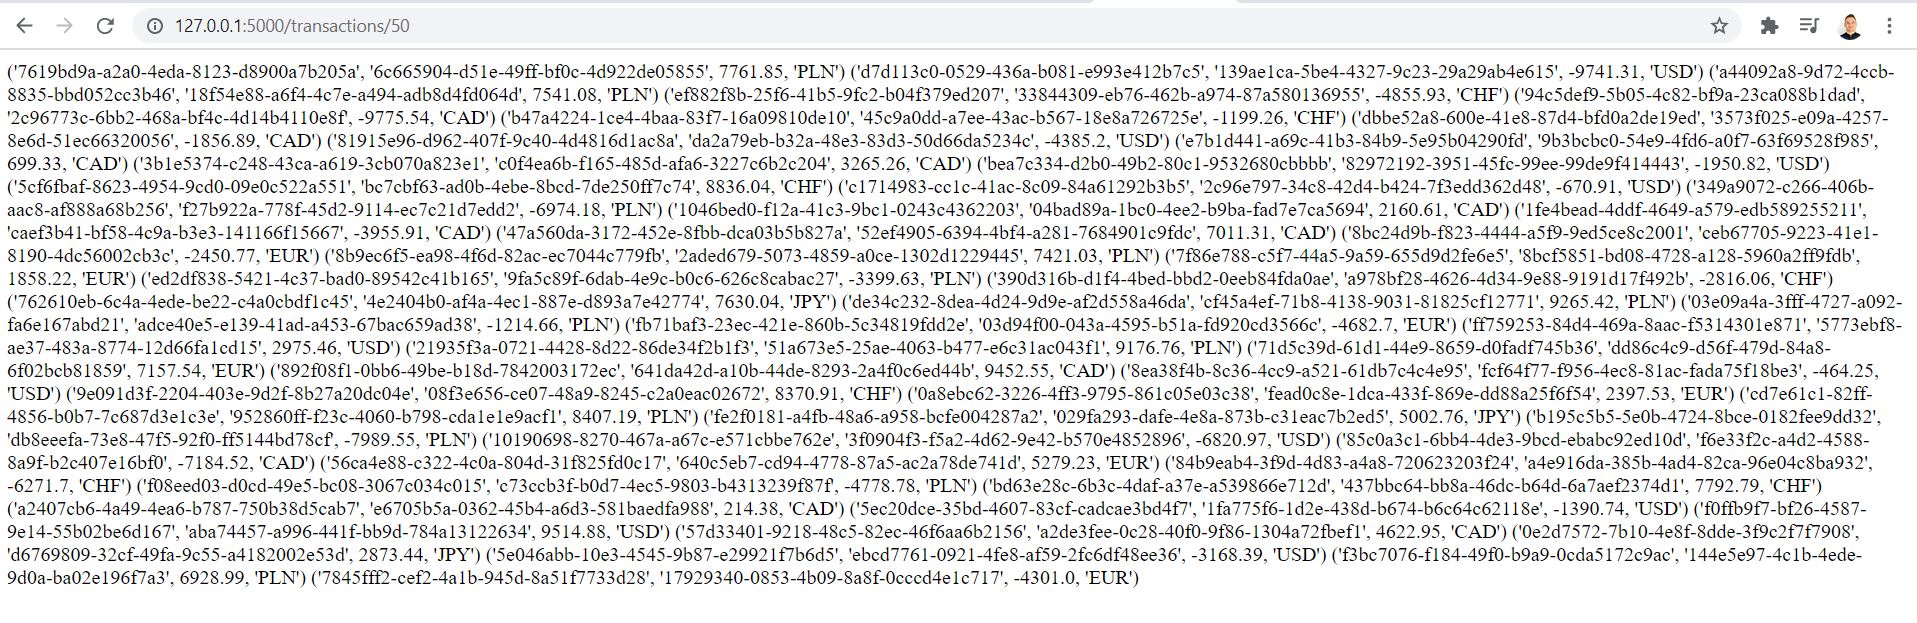 127.0.0.1:5000/transactions/50
('7619bd9a-a2a0-4eda-8123-d8900a7b205a', '6c665904-d51e-49ff-bf0c-4d922de05855', 7761.85, 'PLN') ('d7d113c0-0529-436a-b081-e993e412b7c5', '139ae1ca-5be4-4327-9c23-29a29ab4e615', -9741.31, 'USD') ('a44092a8-9d72-4ccb-
8835-bbd052cc3b46', '18f54e88-a6f4-4c7e-a494-adb8d4fd064d', 7541.08, 'PLN') ('ef882f8b-25f6-41b5-9fc2-b04f379ed207', '33844309-eb76-462b-a974-87a580136955', -4855.93, 'CHF') ('94c5def9-5b05-4c82-bf9a-23ca088b1dad',
'2c96773c-6bb2-468a-bf4c-4d14b4110e8f', -9775.54, 'CAD') ('b47a4224-1ce4-4baa-83f7-16a09810de10', '45c9a0dd-a7ee-43ac-b567-18e8a726725e', -1199.26, 'CHF') ('dbbe52a8-600e-41e8-87d4-bfd0a2de19ed', '3573f025-e09a-4257-
8e6d-51ec66320056', -1856.89, 'CAD') ('81915e96-d962-407f-9c40-4d4816d1ac8a', 'da2a79eb-b32a-48e3-83d3-50d66da5234c', -4385.2, 'USD') ('e7b1d441-a69c-41b3-84b9-5e95b04290fd', '9b3bcbc0-54e9-4fd6-a0f7-63f69528f985',
699.33, 'CAD') ('3b1e5374-c248-43ca-a619-3cb070a823e1', 'c0f4ea6b-f165-485d-afa6-3227c6b2c204', 3265.26, 'CAD') ('bea7c334-d2b0-49b2-80c1-9532680cbbbb', '82972192-3951-45fc-99ee-99de9f414443', -1950.82, 'USD')
('5cf6fbaf-8623-4954-9cd0-09e0c522a551', 'bc7cbf63-ad0b-4ebe-8bcd-7de250ff7c74', 8836.04, 'CHF') ('c1714983-cc1c-41ac-8c09-84a61292b3b5', '2c96e797-34c8-42d4-b424-7f3edd362d48', -670.91, 'USD') ('349a9072-c266-406b-
aac8-af888a68b256', 'f27b922a-778f-45d2-9114-ec7c21d7edd2', -6974.18, 'PLN') ('1046bed0-f12a-41c3-9bc1-0243c4362203', '04bad89a-1bc0-4ee2-b9ba-fad7e7ca5694', 2160.61, 'CAD') ('1fe4bead-4ddf-4649-a579-edb589255211',
'caef3b41-bf58-4c9a-b3e3-141166f15667', -3955.91, 'CAD') ('47a560da-3172-452e-8fbb-dca03b5b827a', '52ef4905-6394-4bf4-a281-7684901c9fdc', 7011.31, 'CAD') ('8bc24d9b-f823-4444-a5f9-9ed5ce8c2001', 'ceb67705-9223-41e1-
8190-4dc56002cb3c', -2450.77, 'EUR') ('8b9ec6f5-ea98-4f6d-82ac-ec7044c779fb', '2aded679-5073-4859-a0ce-1302d1229445', 7421.03, 'PLN') ('7f86e788-c5f7-44a5-9a59-655d9d2fe6e5', '8bcf5851-bd08-4728-a128-5960a2ff9fdb',
1858.22, 'EUR') ('ed2df838-5421-4c37-bad0-89542c41b165', '9fa5c89f-6dab-4e9c-b0c6-626c8cabac27', -3399.63, 'PLN') ('390d316b-d1f4-4bed-bbd2-0eeb84fda0ae', 'a978bf28-4626-4d34-9e88-9191d17f492b', -2816.06, 'CHF')
('762610eb-6c4a-4ede-be22-c4a0cbdf1c45', '4e2404b0-af4a-4ec1-887e-d893a7e42774', 7630.04, 'JPY') ('de34c232-8dea-4d24-9d9e-af2d558a46da', 'cf45a4ef-71b8-4138-9031-81825cf12771', 9265.42, 'PLN') ('03e09a4a-3fff-4727-a092-
fa6e167abd21', 'adce40e5-e139-41ad-a453-67bac659ad38', -1214.66, 'PLN') ('fb71baf3-23ec-421e-860b-5c34819fdd2e', '03d94f00-043a-4595-b51a-fd920cd3566c', -4682.7, 'EUR') ('ff759253-84d4-469a-8aac-f5314301e871', '5773ebf8-
ae37-483a-8774-12d66fa1cd15', 2975.46, 'USD') ('21935f3a-0721-4428-8d22-86de34f2b1f3', '51a673e5-25ae-4063-b477-e6c31ac043f1', 9176.76, 'PLN') ('71d5c39d-61d1-44e9-8659-d0fadf745b36', 'dd86c4c9-d56f-479d-84a8-
6f02bcb81859', 7157.54, 'EUR') ('892f08f1-0bb6-49be-b18d-7842003172ec', '641da42d-a10b-44de-8293-2a4f0c6ed44b', 9452.55, 'CAD') ('8ea38f4b-8c36-4cc9-a521-61db7c4c4e95', 'fcf64f77-f956-4ec8-81ac-fada75f18be3', -464.25,
'USD') ('9e091d3f-2204-403e-9d2f-8b27a20dc04e', '08f3e656-ce07-48a9-8245-c2a0eac02672', 8370.91, 'CHF') ('0a8ebc62-3226-4ff3-9795-861c05e03c38', 'fead0c8e-1dca-433f-869e-dd88a25f6f54', 2397.53, 'EUR') ('cd7e61c1-82ff-
4856-b0b7-7c687d3e1c3e', '952860ff-f23c-4060-b798-cda1e1e9acf1', 8407.19, 'PLN') ('fe2f0181-a4fb-48a6-a958-bcfe004287a2', '029fa293-dafe-4e8a-873b-c31eac7b2ed5', 5002.76, 'JPY') ('b195c5b5-5e0b-4724-8bce-0182fee9dd32',
'db8eeefa-73e8-47f5-92f0-ff5144bd78cf', -7989.55, 'PLN') ('10190698-8270-467a-a67c-e571cbbe762e', '3f0904f3-f5a2-4d62-9e42-b570e4852896', -6820.97, 'USD') ('85c0a3c1-6bb4-4de3-9bcd-ebabc92ed10d', 'f6e33f2c-a4d2-4588-
8a9f-b2c407e16bf0', -7184.52, 'CAD') ('56ca4e88-c322-4c0a-804d-31f825fd0c17', '640c5eb7-cd94-4778-87a5-ac2a78de741d', 5279.23, 'EUR') ('84b9eab4-3f9d-4d83-a4a8-720623203f24', 'a4e916da-385b-4ad4-82ca-96e04c8ba932',
-6271.7, 'CHF') ('f08eed03-d0cd-49e5-bc08-3067c034c015', 'c73ccb3f-b0d7-4ec5-9803-b4313239f87f', -4778.78, 'PLN') ('bd63e28c-6b3c-4daf-a37e-a539866e712d', '437bbc64-bb8a-46dc-b64d-6a7aef2374d1', 7792.79, 'CHF')
('a2407cb6-4a49-4ea6-b787-750b38d5cab7', 'e6705b5a-0362-45b4-a6d3-581baedfa988', 214.38, 'CAD') ('5ec20dce-35bd-4607-83cf-cadcae3bd4f7', '1fa775f6-1d2e-438d-b674-b6c64c62118e', -1390.74, 'USD') ('f0ffb9f7-bf26-4587-
9e14-55b02be6d167', 'aba74457-a996-441f-bb9d-784a13122634', 9514.88, 'USD') ('57d33401-9218-48c5-82ec-46f6aa6b2156', 'a2de3fee-0c28-40f0-9f86-1304a72fbef1', 4622.95, 'CAD') ('0e2d7572-7b10-4e8f-8dde-3f9c2f7f7908',
'd6769809-32cf-49fa-9c55-a4182002e53d', 2873.44, 'JPY') ('5e046abb-10e3-4545-9b87-e29921f7b6d5', 'ebcd7761-0921-4fe8-af59-2fc6df48ee36', -3168.39, 'USD') ('f3bc7076-f184-49f0-b9a9-0cda5172c9ac', '144e5e97-4c1b-4ede-
9d0a-ba02e196f7a3', 6928.99, 'PLN') ('7845fff2-cef2-4a1b-945d-8a51f7733d28', '17929340-0853-4b09-8a8f-0cccd4e1c717', -4301.0, 'EUR')